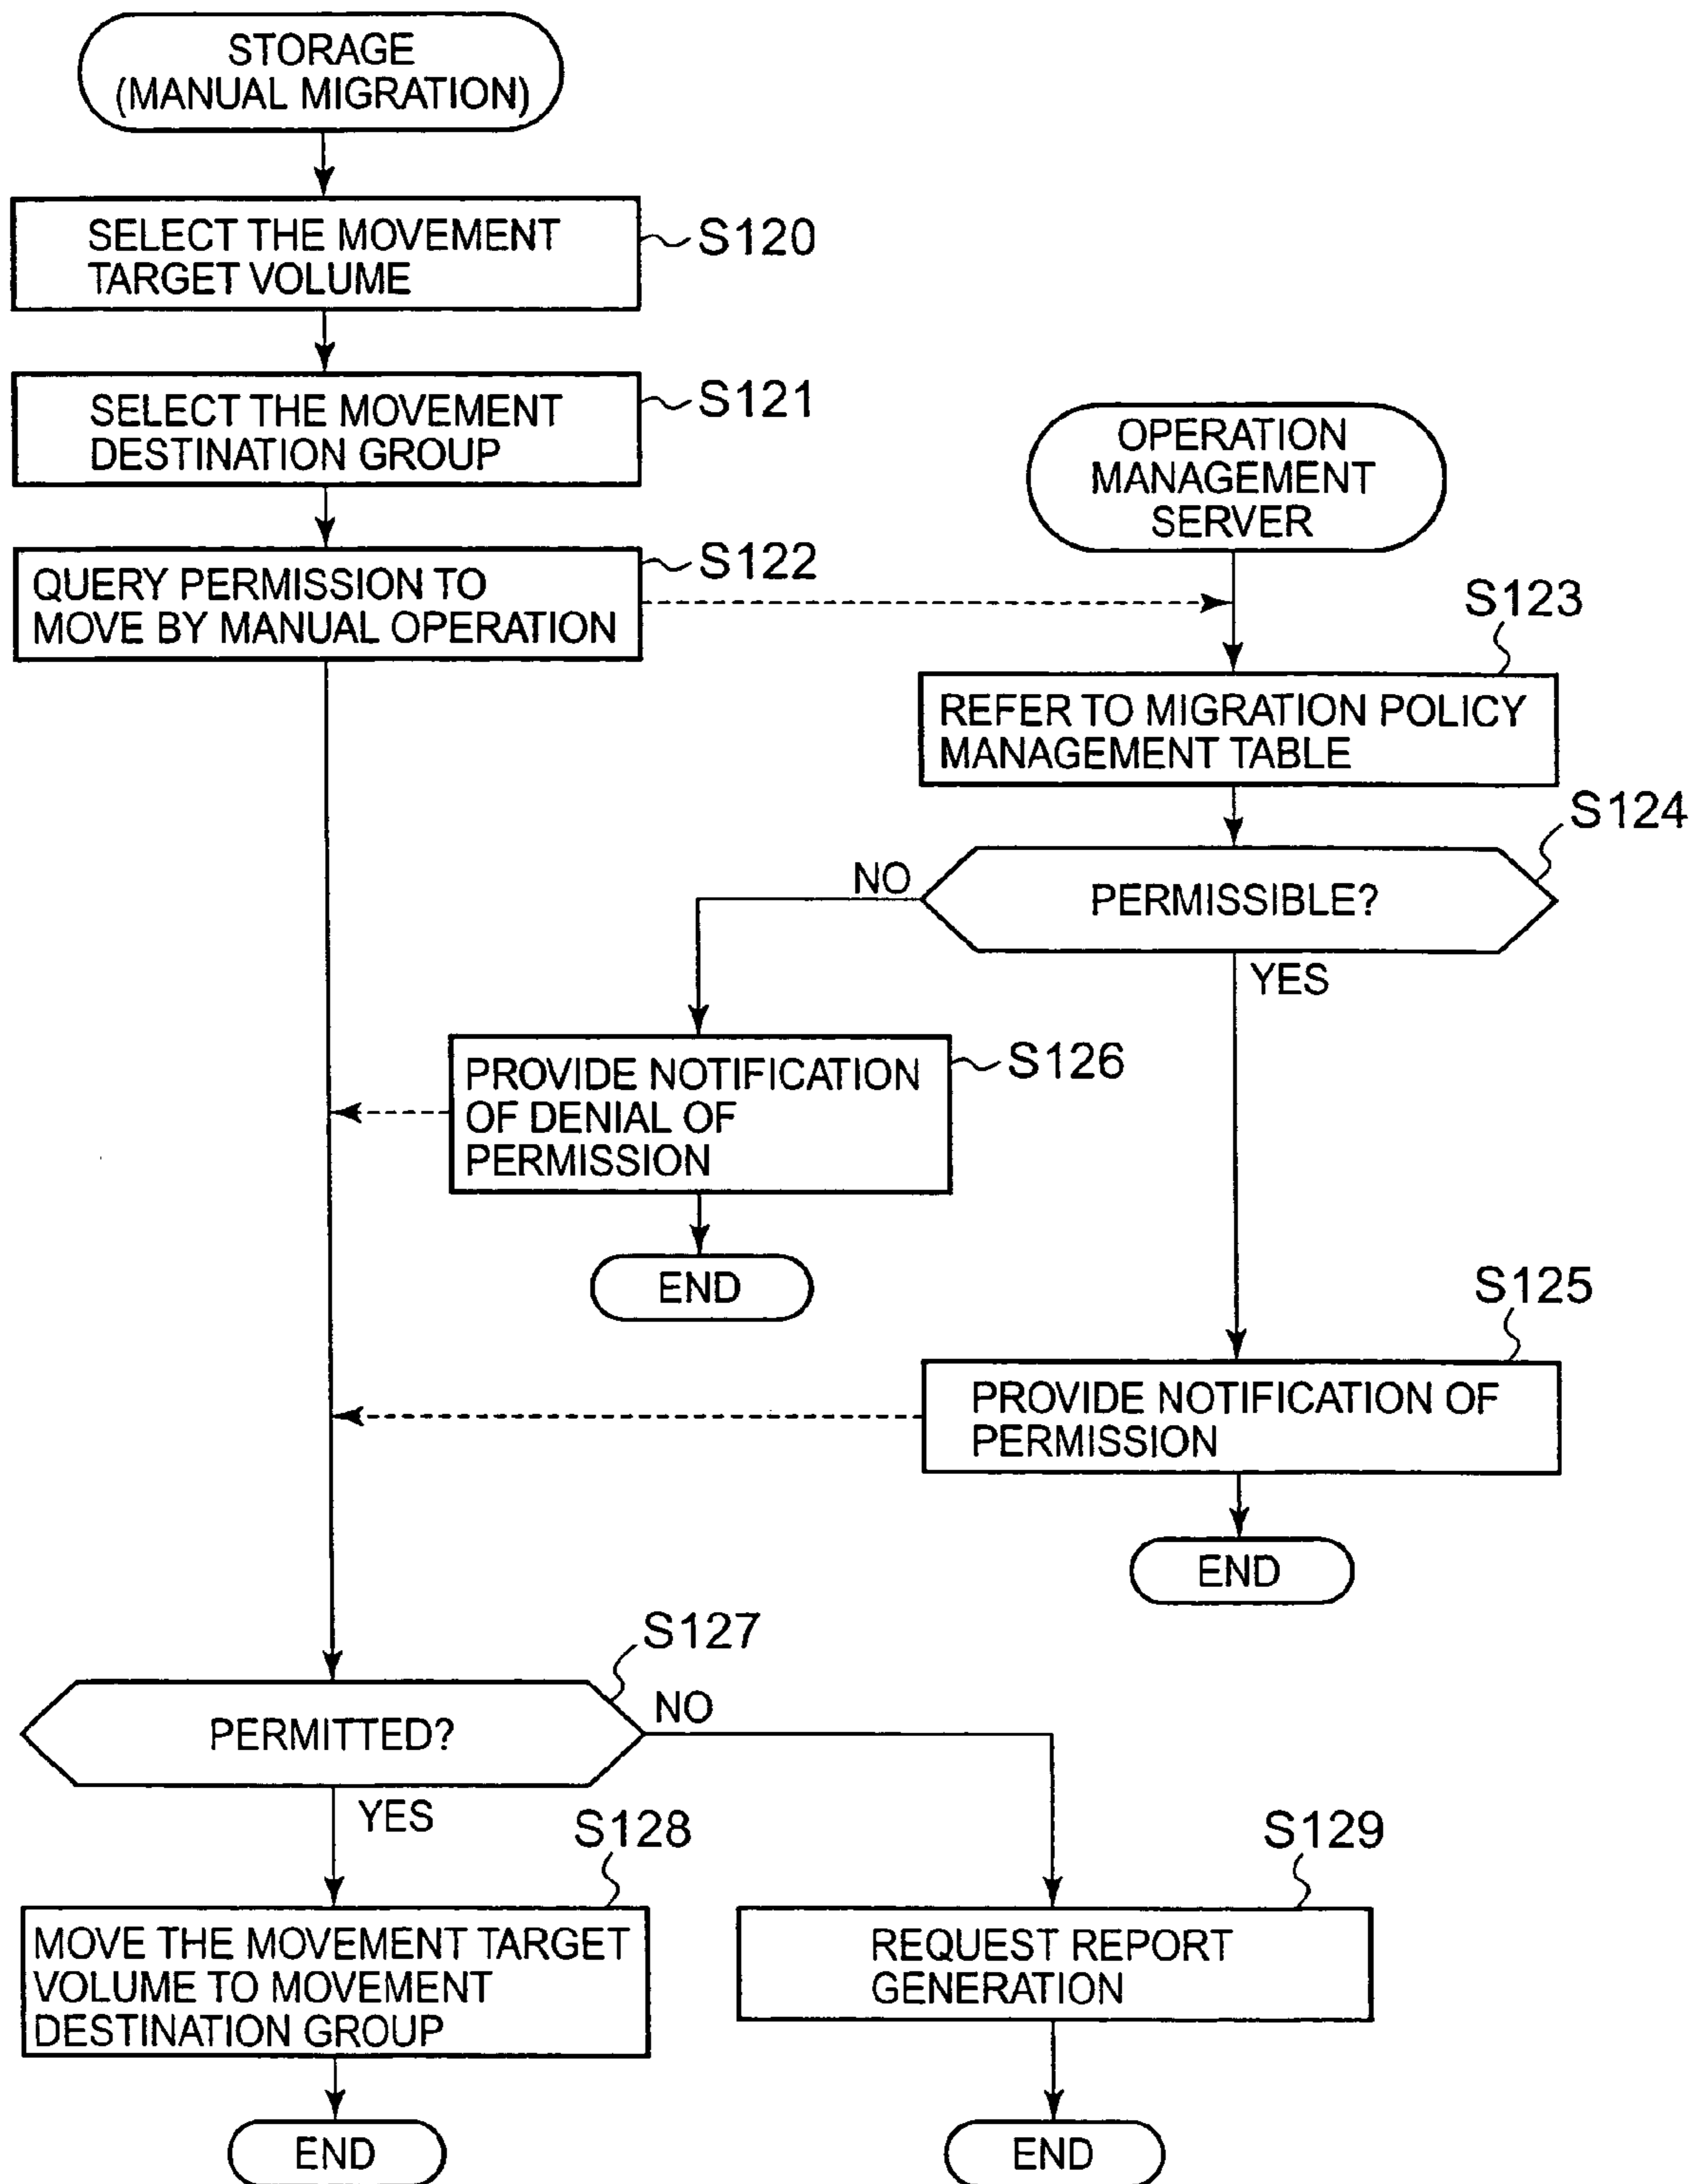 STORAGE
(MANUAL MIGRATION)
SELECT THE MOVEMENT
TARGET VOLUME
S120
SELECT THE MOVEMENT
DESTINATION GROUP
S121
OPERATION
MANAGEMENT
SERVER
QUERY PERMISSION TO
MOVE BY MANUAL OPERATION
S122
S123
REFER TO MIGRATION POLICY
MANAGEMENT TABLE
S124
NO
PERMISSIBLE?
YES
PROVIDE NOTIFICATION
OF DENIAL OF
PERMISSION
S126
END
S125
PROVIDE NOTIFICATION OF
PERMISSION
END
S127
PERMITTED?
NO
YES
S128
S129
MOVE THE MOVEMENT TARGET
VOLUME TO MOVEMENT
DESTINATION GROUP
REQUEST REPORT
GENERATION
END
END